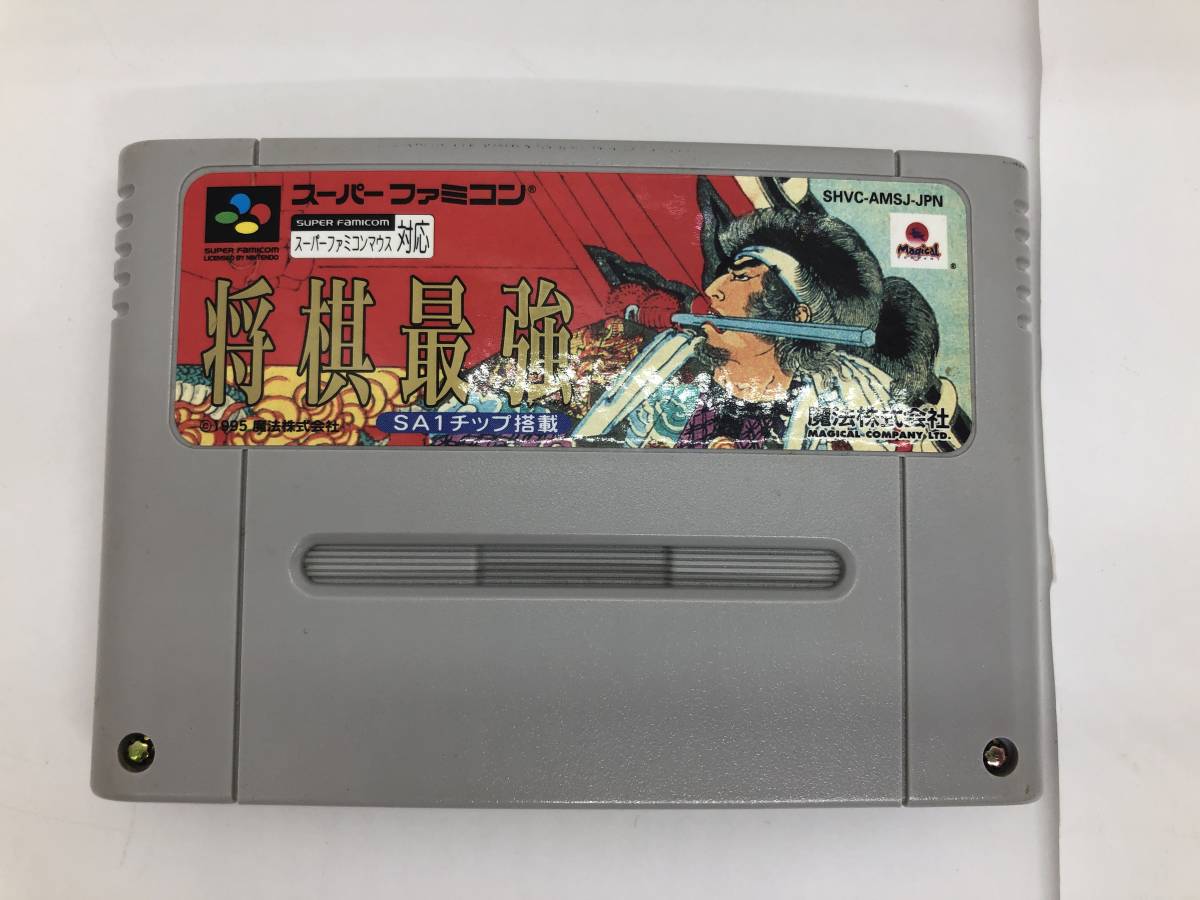 スーパーファミコン®
SUPER FAMICOM
スーパーファミコンマウス
対応
SUPER FAMICOM
LICENSED BY NINTENDO
SHVC-AMSJ-JPN
Magical
®
将棋最強
©1995 魔法株式会社
SA1チップ搭載
魔法株式会社
MAGICAL COMPANY LTD.